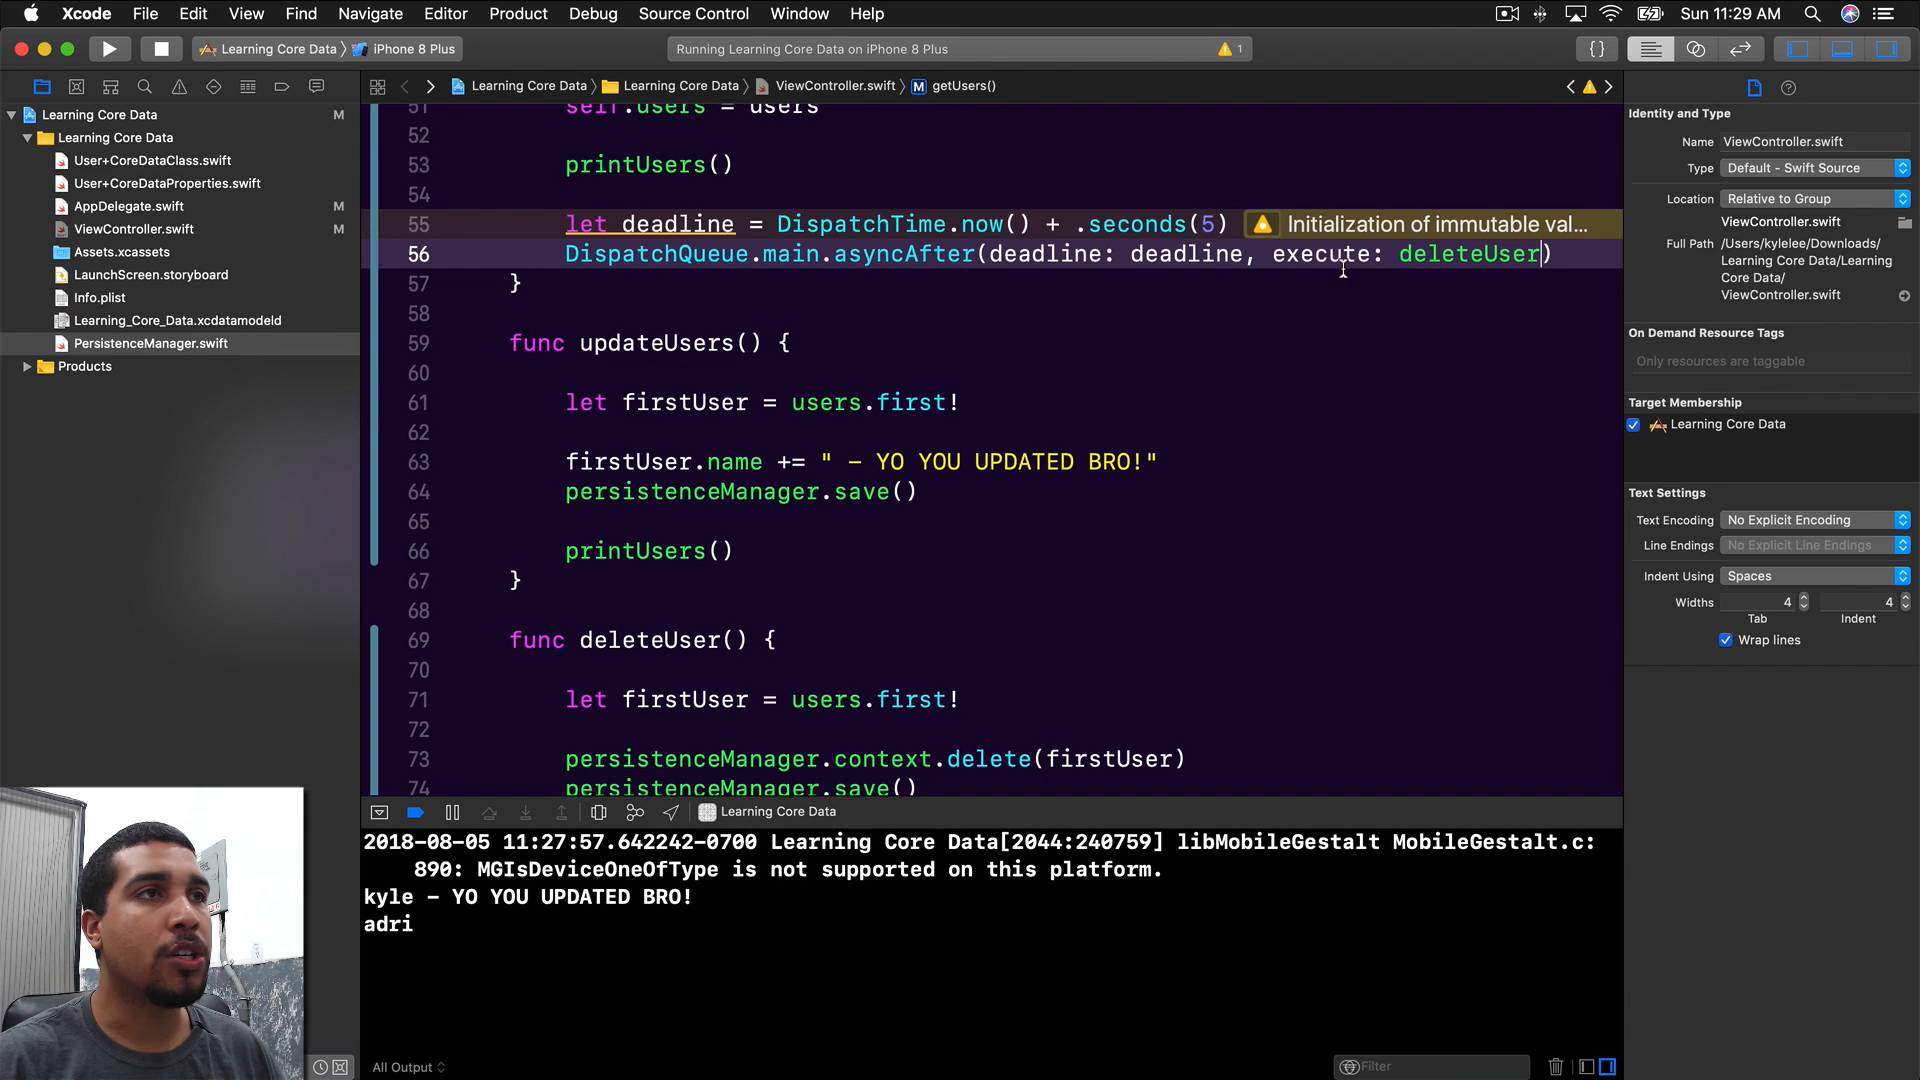 Xcode File Edit View Find Navigate Editor Product Debug Source Control Window Help Sun 11:29 AM
Learning Core Data iPhone 8 Plus Running Learning Core Data on iPhone 8 Plus 1 {}
Learning Core Data Learning Core Data ViewController.swift M getUsers()
Learning Core Data M
Learning Core Data
User+CoreDataClass.swift
User+CoreDataProperties.swift
AppDelegate.swift M
ViewController.swift M
Assets.xcassets
LaunchScreen.storyboard
Info.plist
Learning_Core_Data.xcdatamodeld
PersistenceManager.swift
Products
51 self.users = users
52
53 printUsers()
54
55 let deadline = DispatchTime.now() + .seconds(5) Initialization of immutable val...
56 DispatchQueue.main.asyncAfter(deadline: deadline, execute: deleteUser)
57 }
58
59 func updateUsers() {
60
61 let firstUser = users.first!
62
63 firstUser.name += " - YO YOU UPDATED BRO!"
64 persistenceManager.save()
65
66 printUsers()
67 }
68
69 func deleteUser() {
70
71 let firstUser = users.first!
72
73 persistenceManager.context.delete(firstUser)
74 persistenceManager.save()
Learning Core Data
2018-08-05 11:27:57.642242-0700 Learning Core Data[2044:240759] libMobileGestalt MobileGestalt.c:
890: MGIsDeviceOneOfType is not supported on this platform.
kyle - YO YOU UPDATED BRO!
adri
All Output Filter
Identity and Type
Name ViewController.swift
Type Default - Swift Source
Location Relative to Group
ViewController.swift
Full Path /Users/kylelee/Downloads/
Learning Core Data/Learning
Core Data/
ViewController.swift
On Demand Resource Tags
Only resources are taggable
Target Membership
Learning Core Data
Text Settings
Text Encoding No Explicit Encoding
Line Endings No Explicit Line Endings
Indent Using Spaces
Widths 4 4
Tab Indent
Wrap lines